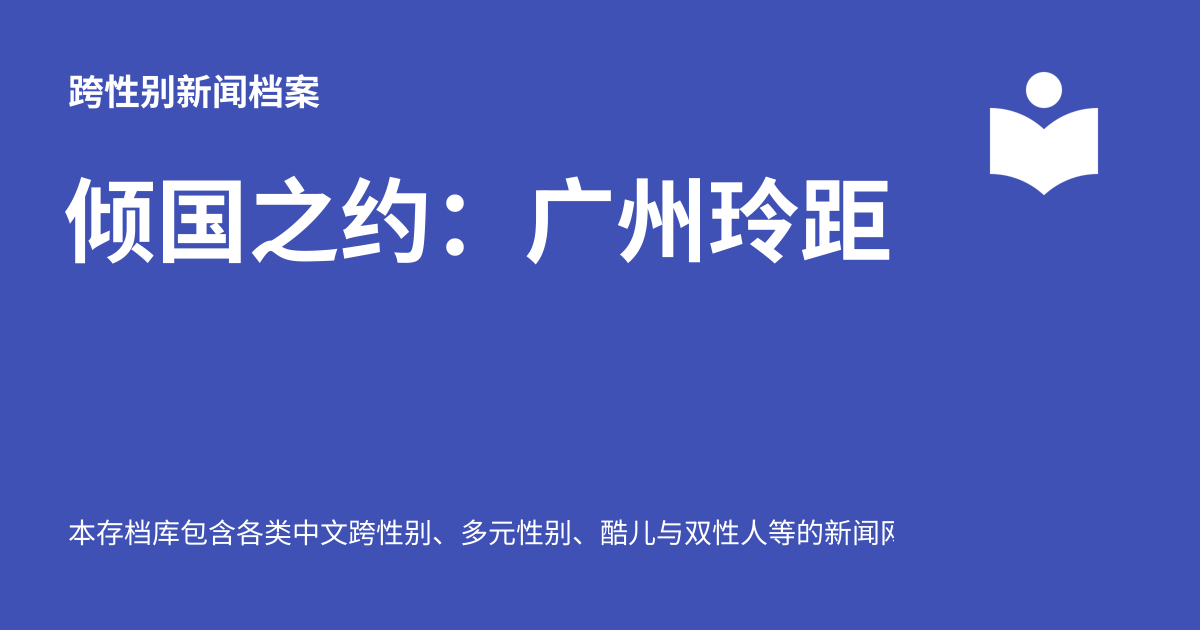 跨性别新闻档案
倾国之约：广州玲距
本存档库包含各类中文跨性别、多元性别、酷儿与双性人等的新闻网